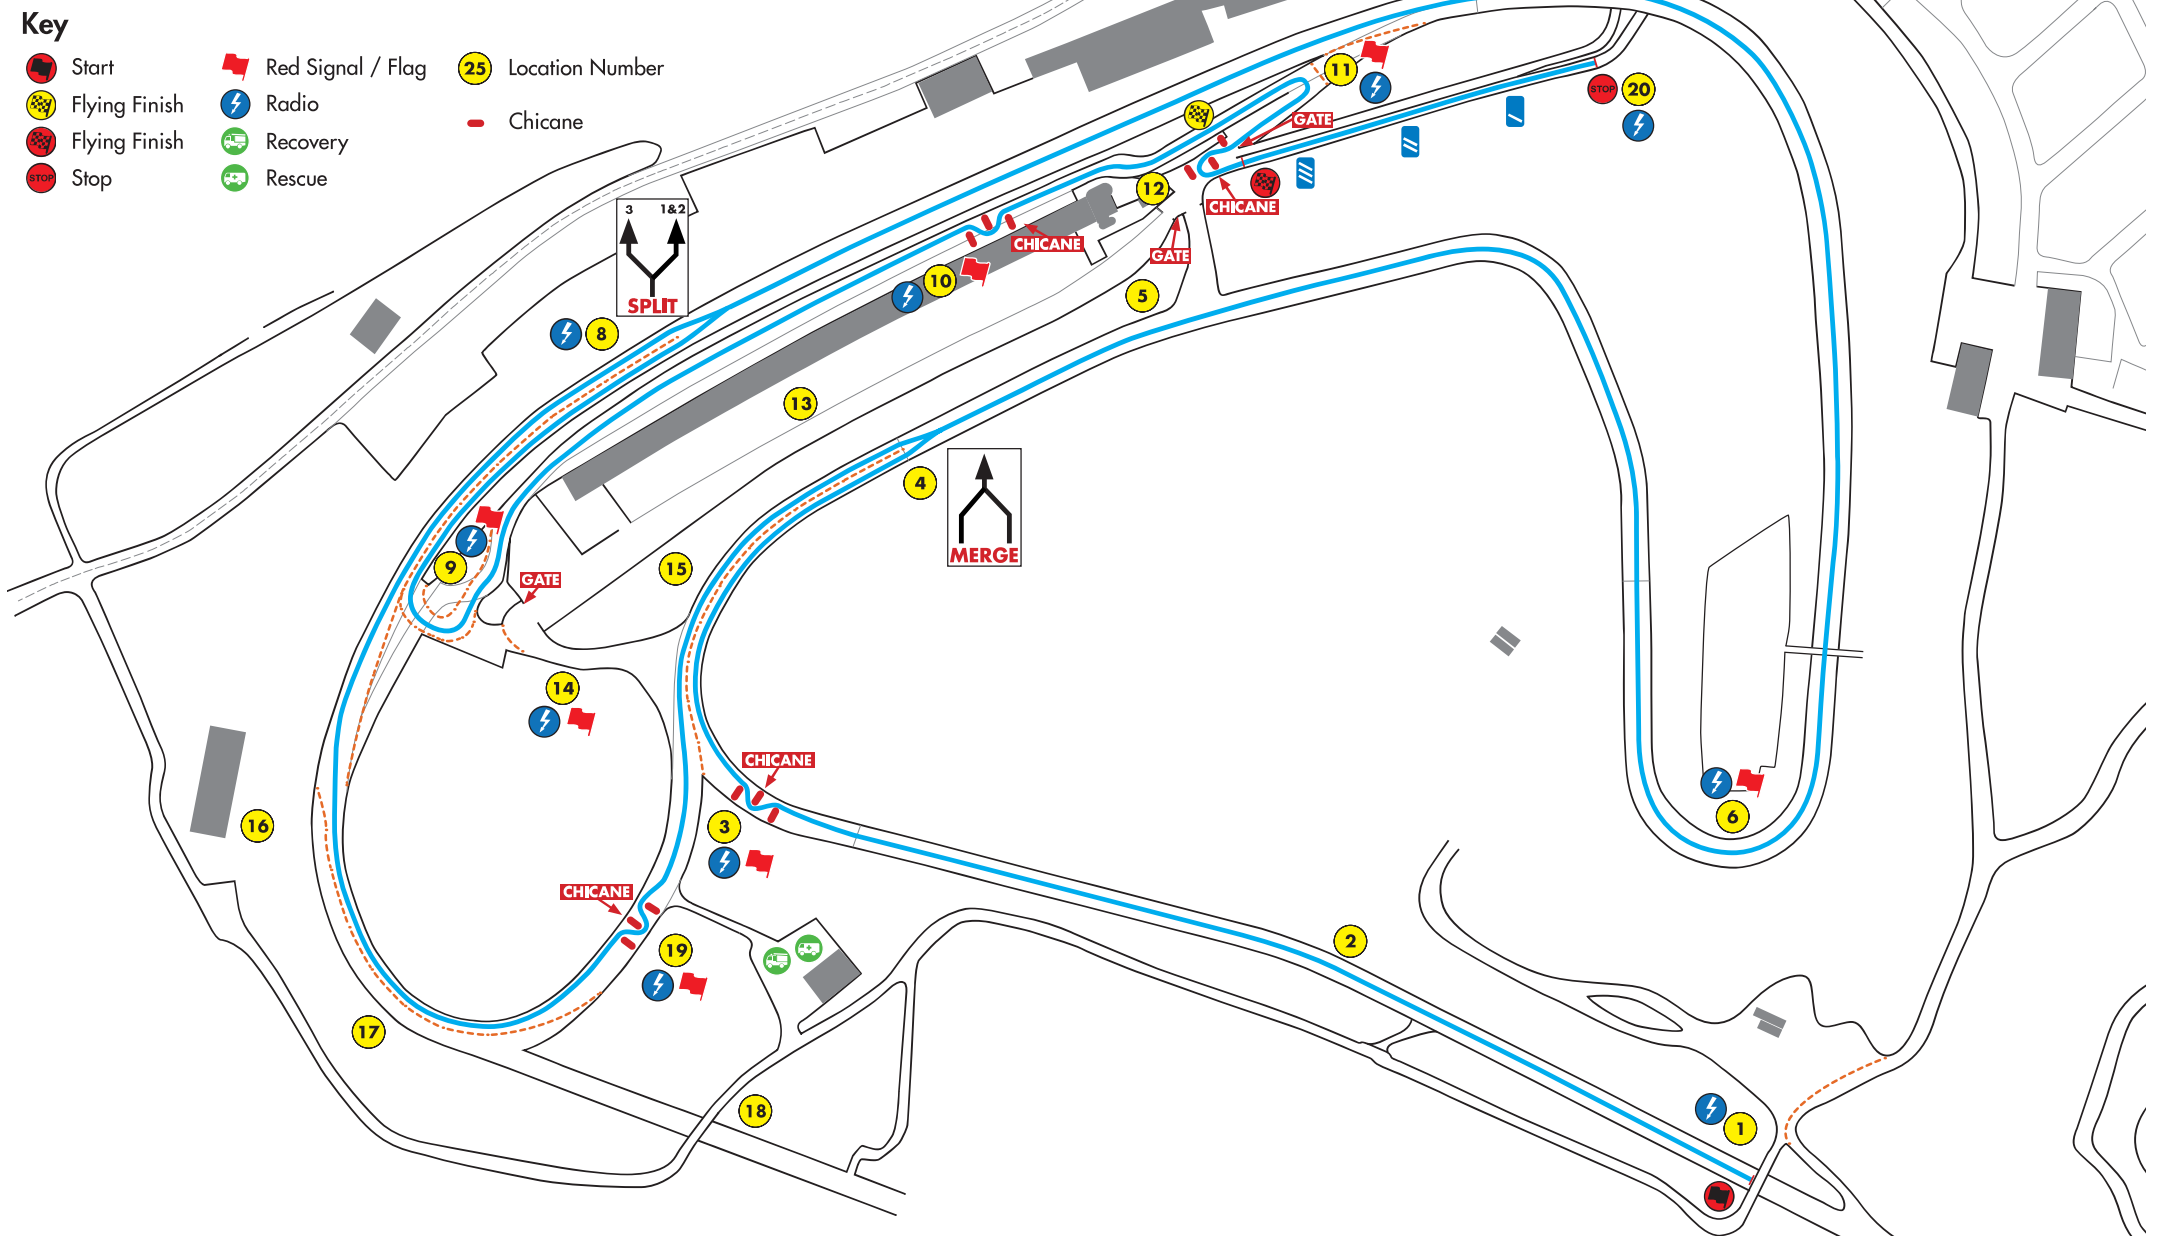 Key
Start
Flying Finish
Flying Finish
STOP Stop
Red Signal / Flag
Radio
Recovery
Rescue
25 Location Number
Chicane
11
STOP 20
GATE
12
CHICANE
3 1&2
SPLIT
CHICANE
GATE
10
5
8
13
4
MERGE
9
15
GATE
14
CHICANE
3
6
16
CHICANE
19
2
17
18
1